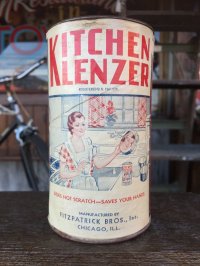 KITCHEN
KLENZER
DOES NOT SCRATCH—SAVES YOUR HANDS
MANUFACTURED BY
FITZPATRICK BROS., Inc.
CHICAGO, ILL.